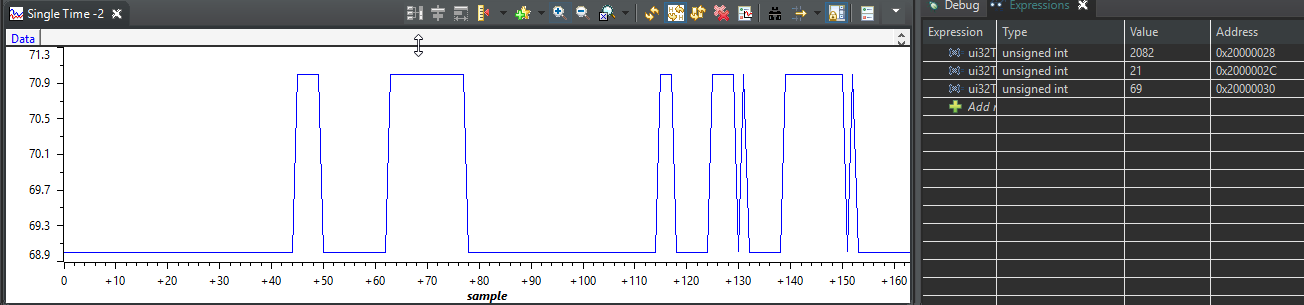 Single Time -2
Data
71.3
70.9
70.5
70.1
69.7
69.3
68.9
0 +10 +20 +30 +40 +50 +60 +70 +80 +90 +100 +110 +120 +130 +140 +150 +160
sample
Debug Expressions
Expression Type Value Address
ui32T unsigned int 2082 0x20000028
ui32T unsigned int 21 0x2000002C
ui32T unsigned int 69 0x20000030
Add r